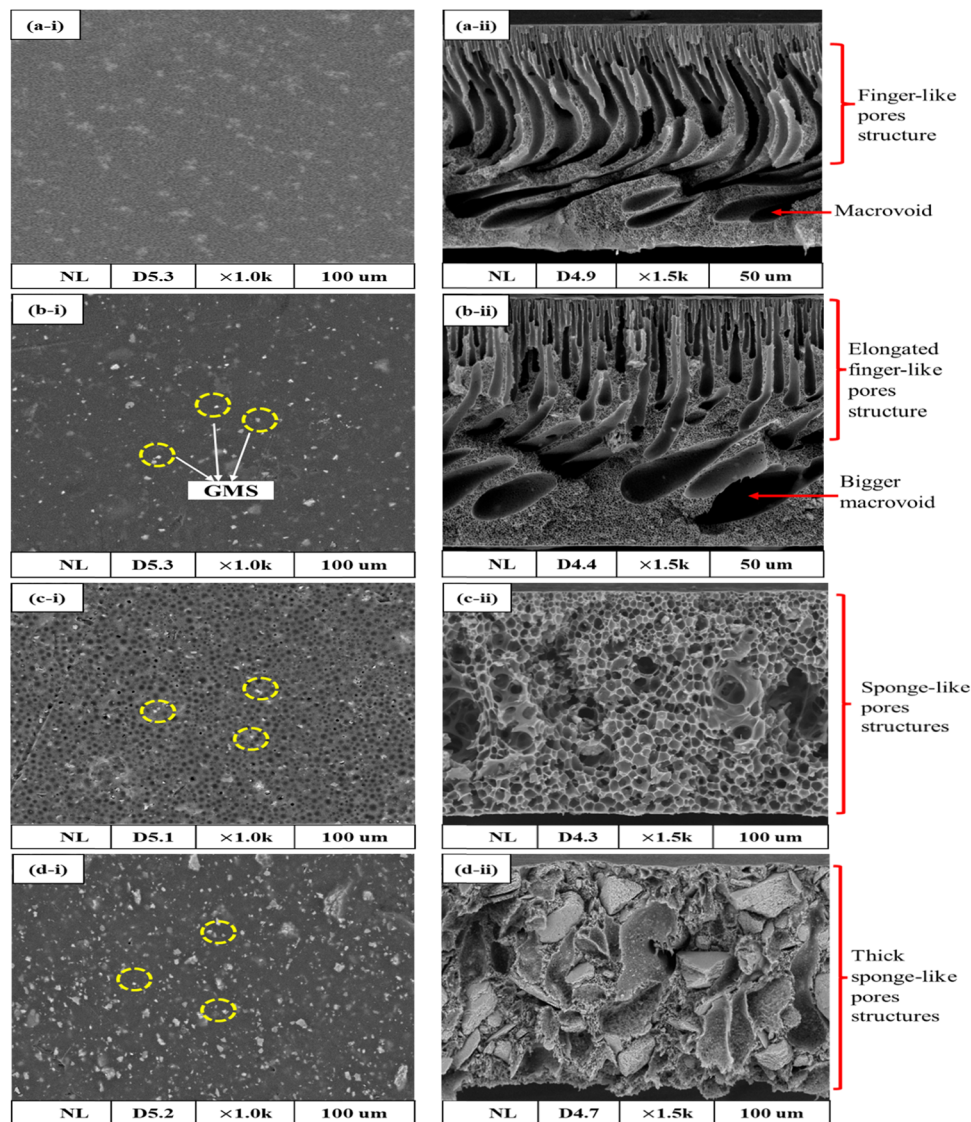 (a-i)
NL D5.3 ×1.0k 100 um
(a-ii)
Finger-like
pores
structure
Macrovoid
NL D4.9 ×1.5k 50 um
(b-i)
GMS
NL D5.3 ×1.0k 100 um
(b-ii)
Elongated
finger-like
pores
structure
Bigger
macrovoid
NL D4.4 ×1.5k 50 um
(c-i)
NL D5.1 ×1.0k 100 um
(c-ii)
Sponge-like
pores
structures
NL D4.3 ×1.5k 100 um
(d-i)
NL D5.2 ×1.0k 100 um
(d-ii)
Thick
sponge-like
pores
structures
NL D4.7 ×1.5k 100 um